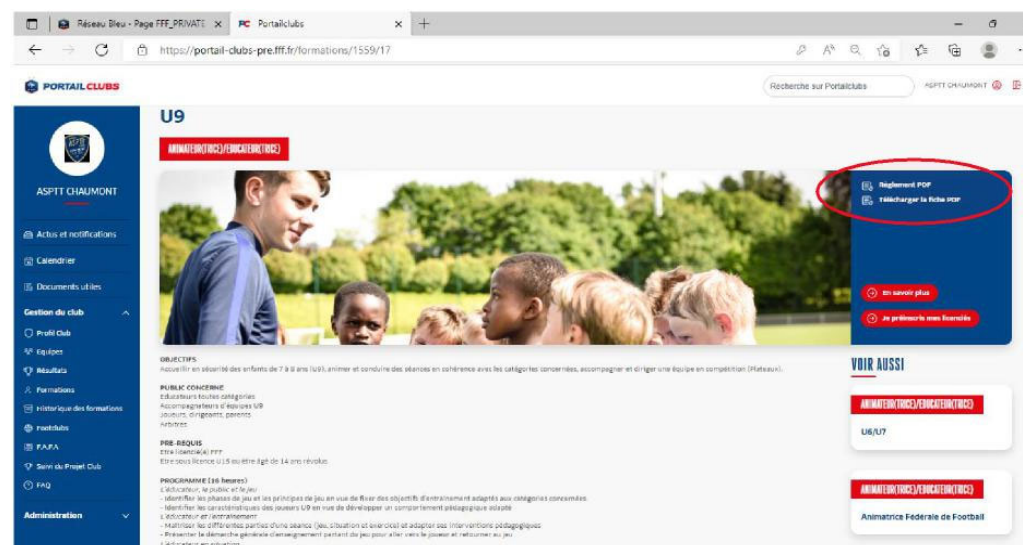 Réseau Bleu - Page FFF_PRIVATE
Portailclubs
https://portail-clubs-pre.fff.fr/formations/1559/17
PORTAIL CLUBS
Recherche sur Portailclubs
ASPTT CHAUMONT
U9
ANIMATEUR(TRICE)/EDUCATEUR(TRICE)
ASPTT CHAUMONT
Actus et notifications
Calendrier
Documents utiles
Gestion du club
Profil Club
Equipes
Résultats
Formations
Historique des formations
Footclubs
F.A.F.A
Suivi du Projet Club
FAQ
Administration
Règlement PDF
Télécharger la fiche PDF
En savoir plus
Je préinscris mes licenciés
OBJECTIFS
Accueillir en sécurité des enfants de 7 à 8 ans (U9), animer et conduire des séances en cohérence avec les catégories concernées, accompagner et diriger une équipe en compétition (Plateaux).
PUBLIC CONCERNE
Educateurs toutes catégories
Accompagnateurs d'équipes U9
Joueurs, dirigeants, parents
Arbitres
PRE-REQUIS
Etre licencié(e) FFF
Etre sous licence U15 ou être âgé de 14 ans révolus
PROGRAMME (16 heures)
L'éducateur, le public et le jeu
- Identifier les phases de jeu et les principes de jeu en vue de fixer des objectifs d'entraînement adaptés aux catégories concernées
- Identifier les caractéristiques des joueurs U9 en vue de développer un comportement pédagogique adapté
L'éducateur et l'entraînement
- Maîtriser les différentes parties d'une séance (jeu, situation et exercice) et adapter ses interventions pédagogiques
- Présenter la démarche générale d'enseignement partant du jeu pour aller vers le joueur et retourner au jeu
L'éducateur en situation
VOIR AUSSI
ANIMATEUR(TRICE)/EDUCATEUR(TRICE)
U6/U7
ANIMATEUR(TRICE)/EDUCATEUR(TRICE)
Animatrice Fédérale de Football